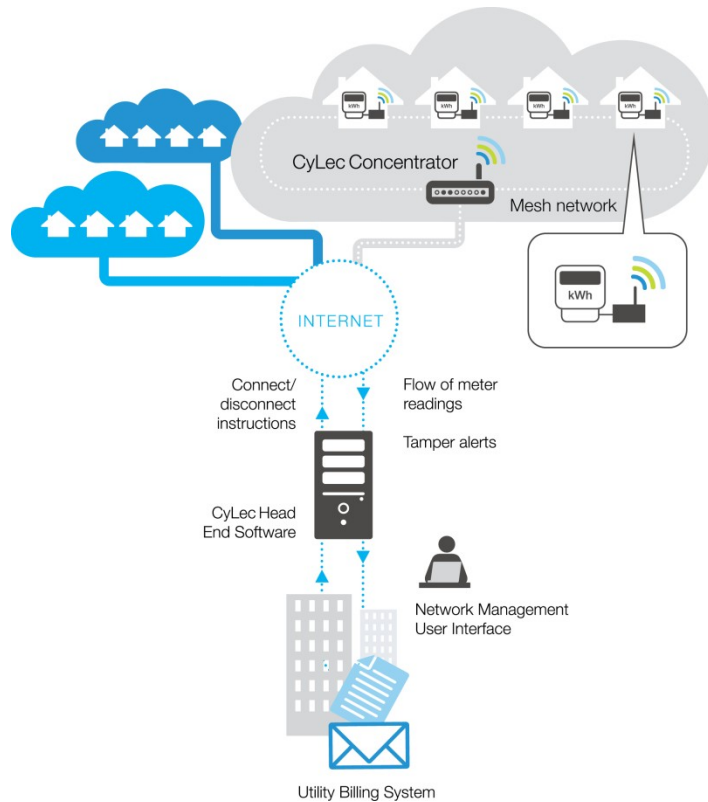 kWh
kWh
kWh
kWh
CyLec Concentrator
Mesh network
kWh
INTERNET
Connect/
disconnect
instructions
Flow of meter
readings
Tamper alerts
CyLec Head
End Software
Network Management
User Interface
Utility Billing System